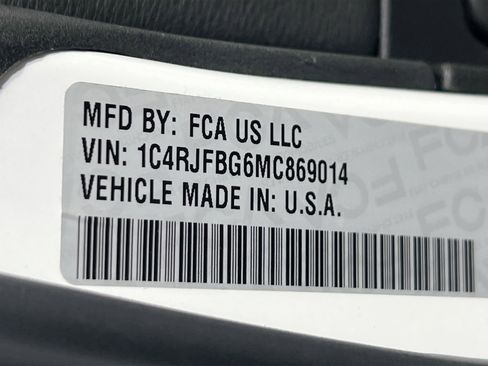 MFD BY: FCA US LLC
VIN: 1C4RJFBG6MC869014
VEHICLE MADE IN: U.S.A.